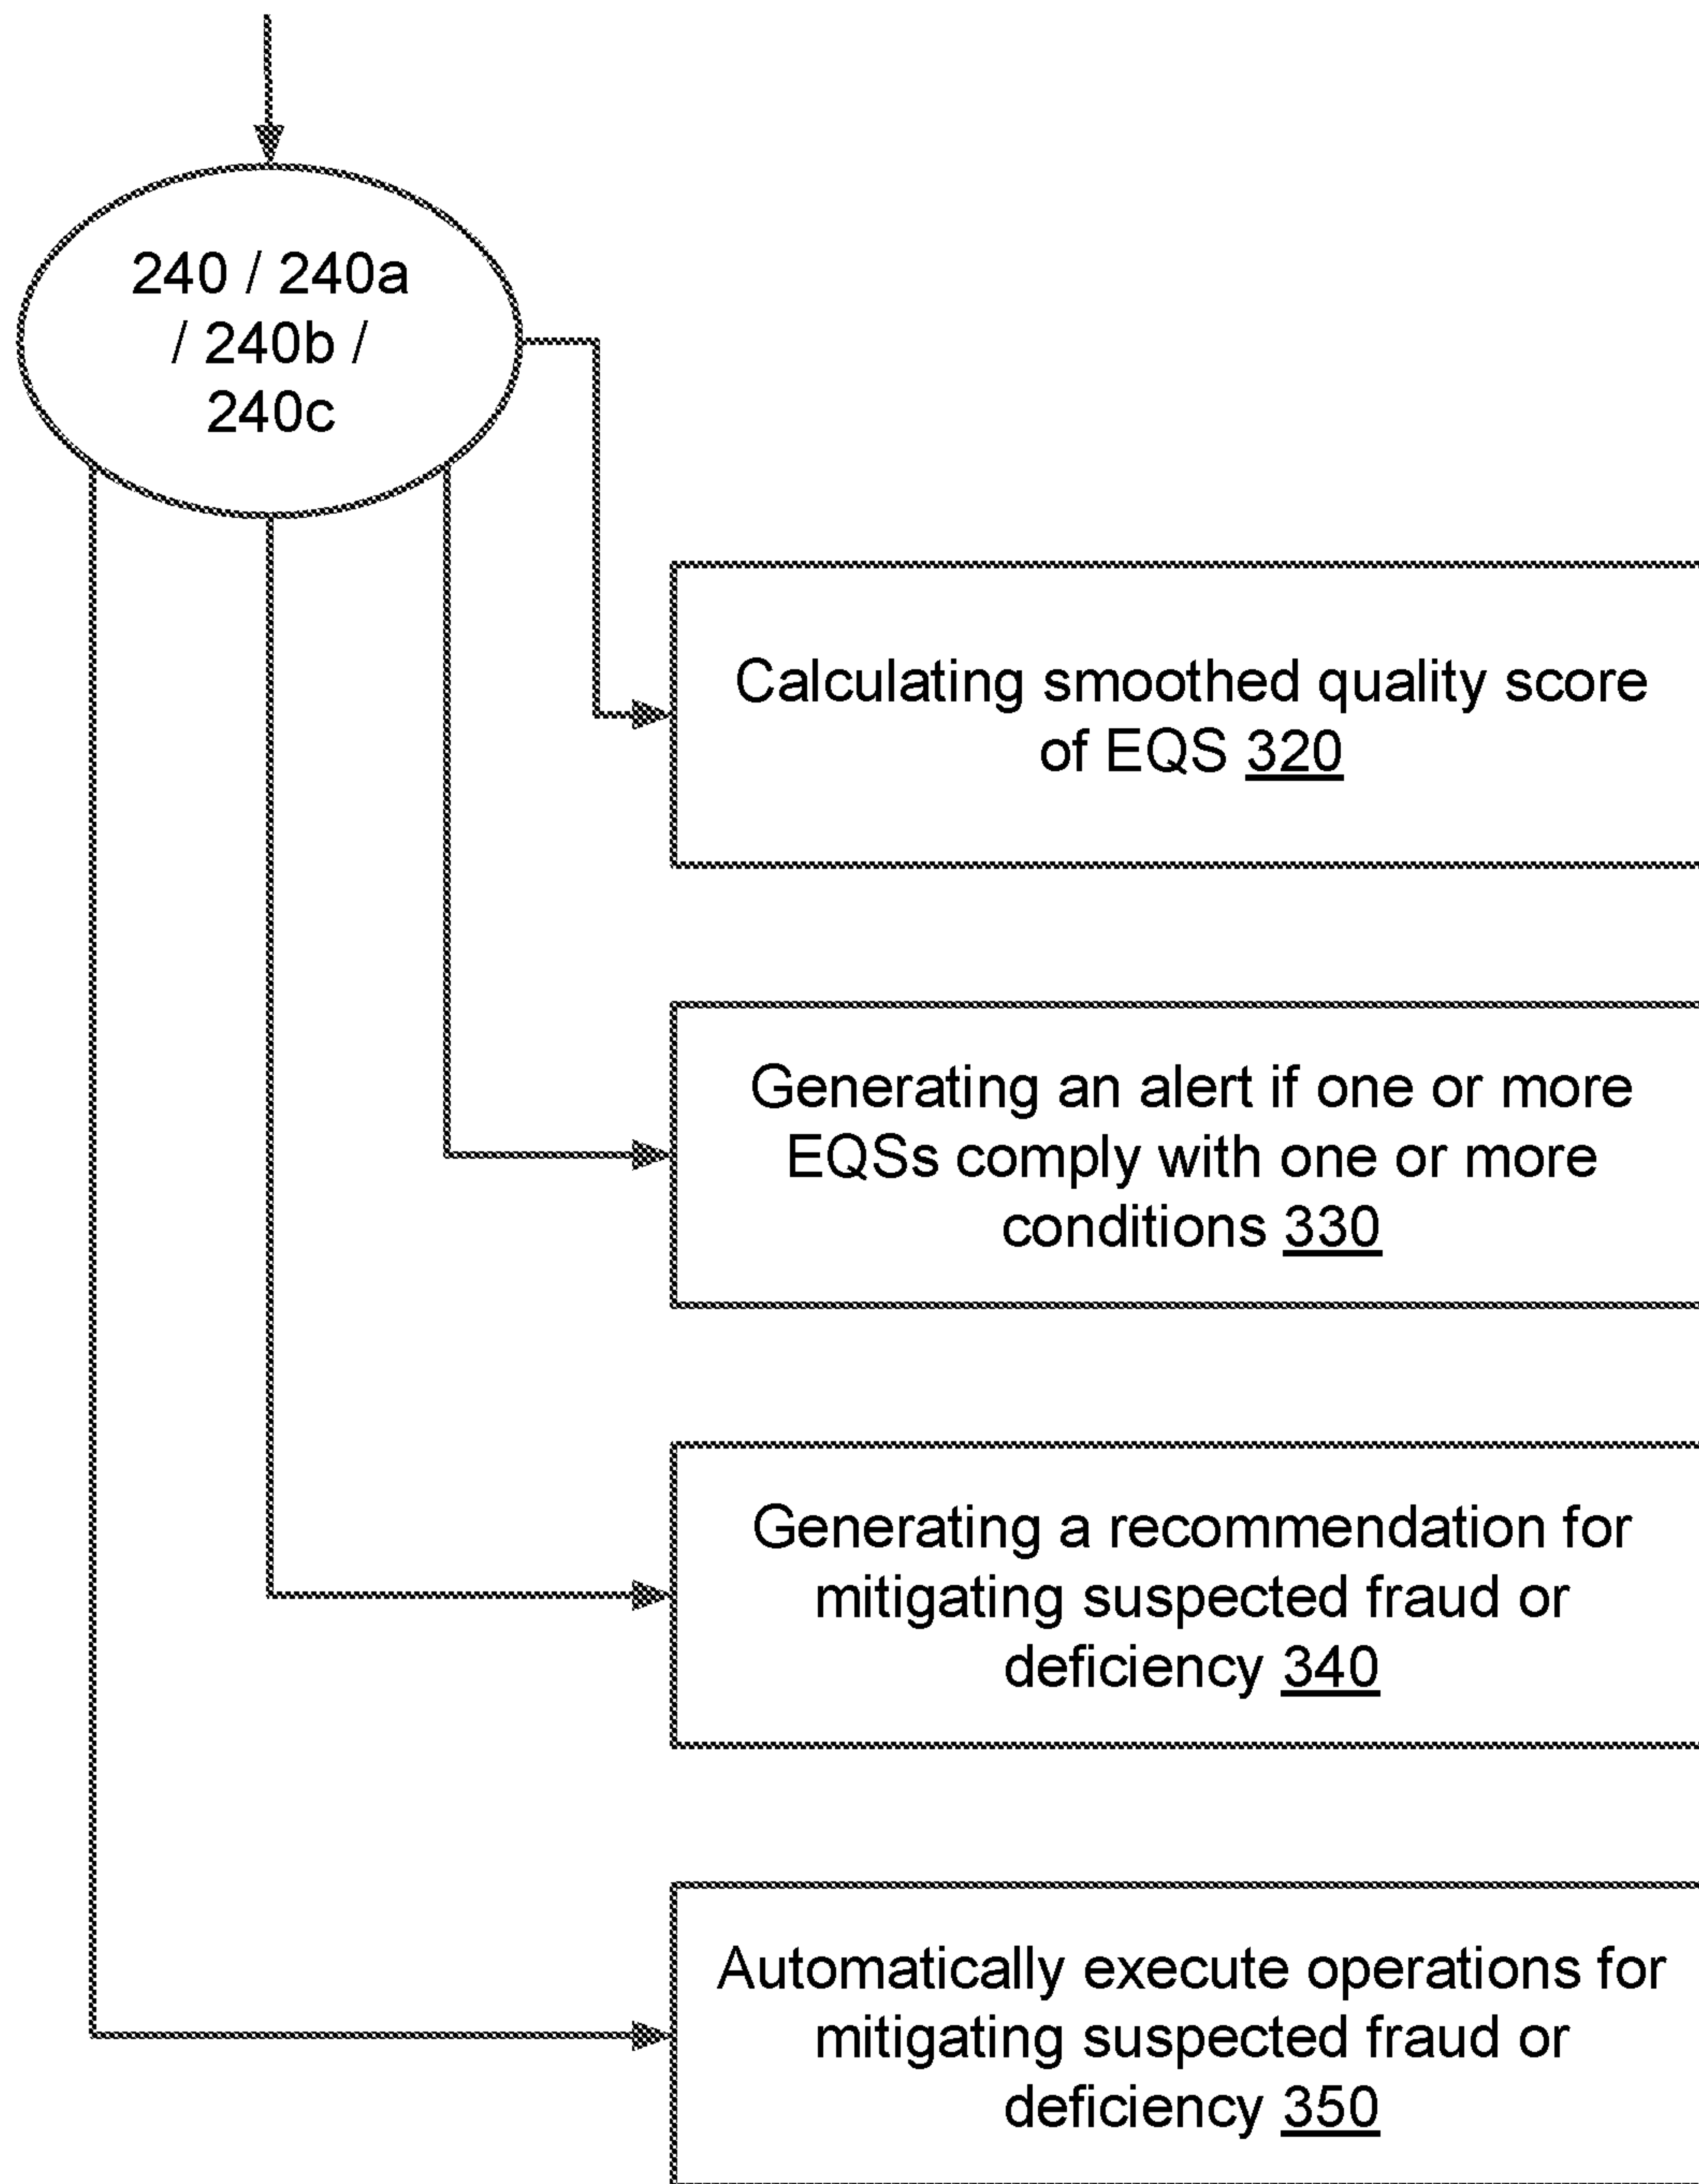 240 / 240a
/ 240b /
240c
Calculating smoothed quality score
of EQS 320
Generating an alert if one or more
EQSs comply with one or more
conditions 330
Generating a recommendation for
mitigating suspected fraud or
deficiency 340
Automatically execute operations for
mitigating suspected fraud or
deficiency 350